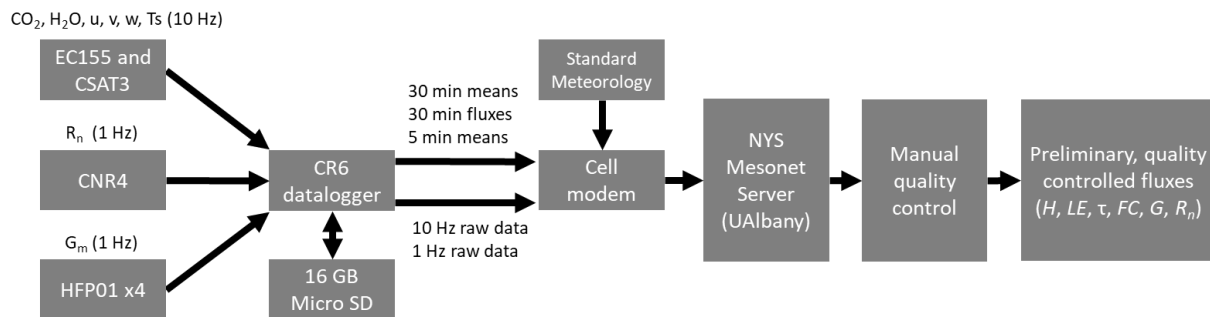 CO₂, H₂O, u, v, w, Ts (10 Hz)
EC155 and
CSAT3
Rₙ (1 Hz)
CNR4
Gₘ (1 Hz)
HFP01 x4
CR6
datalogger
16 GB
Micro SD
30 min means
30 min fluxes
5 min means
10 Hz raw data
1 Hz raw data
Standard
Meteorology
Cell
modem
NYS
Mesonet
Server
(UAlbany)
Manual
quality
control
Preliminary, quality
controlled fluxes
(H, LE, τ, FC, G, Rₙ)